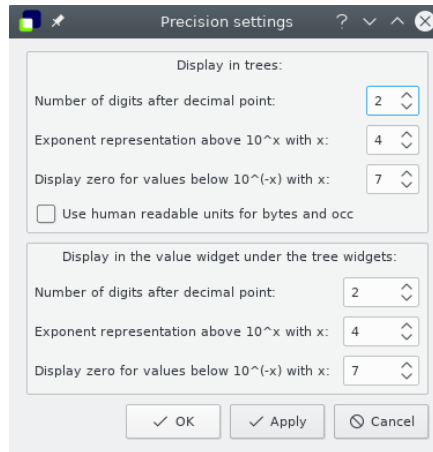 Precision settings
Display in trees:
Number of digits after decimal point: 2
Exponent representation above 10^x with x: 4
Display zero for values below 10^(-x) with x: 7
Use human readable units for bytes and occ
Display in the value widget under the tree widgets:
Number of digits after decimal point: 2
Exponent representation above 10^x with x: 4
Display zero for values below 10^(-x) with x: 7
OK Apply Cancel